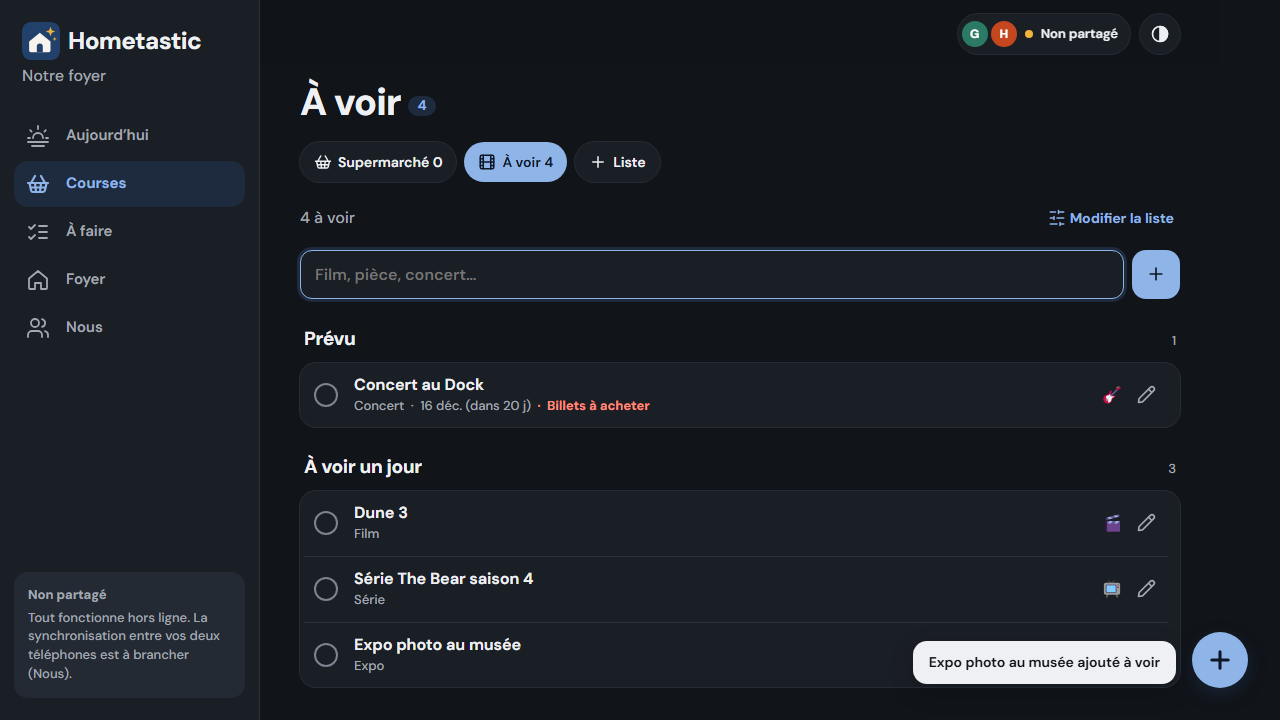 Hometastic
Notre foyer
Aujourd’hui
Courses
À faire
Foyer
Nous
Non partagé
Tout fonctionne hors ligne. La
synchronisation entre vos deux
téléphones est à brancher
(Nous).
G H Non partagé
À voir 4
Supermarché 0
À voir 4
Liste
4 à voir
Modifier la liste
Film, pièce, concert…
Prévu 1
Concert au Dock
Concert · 16 déc. (dans 20 j) · Billets à acheter
À voir un jour 3
Dune 3
Film
Série The Bear saison 4
Série
Expo photo au musée
Expo
Expo photo au musée ajouté à voir